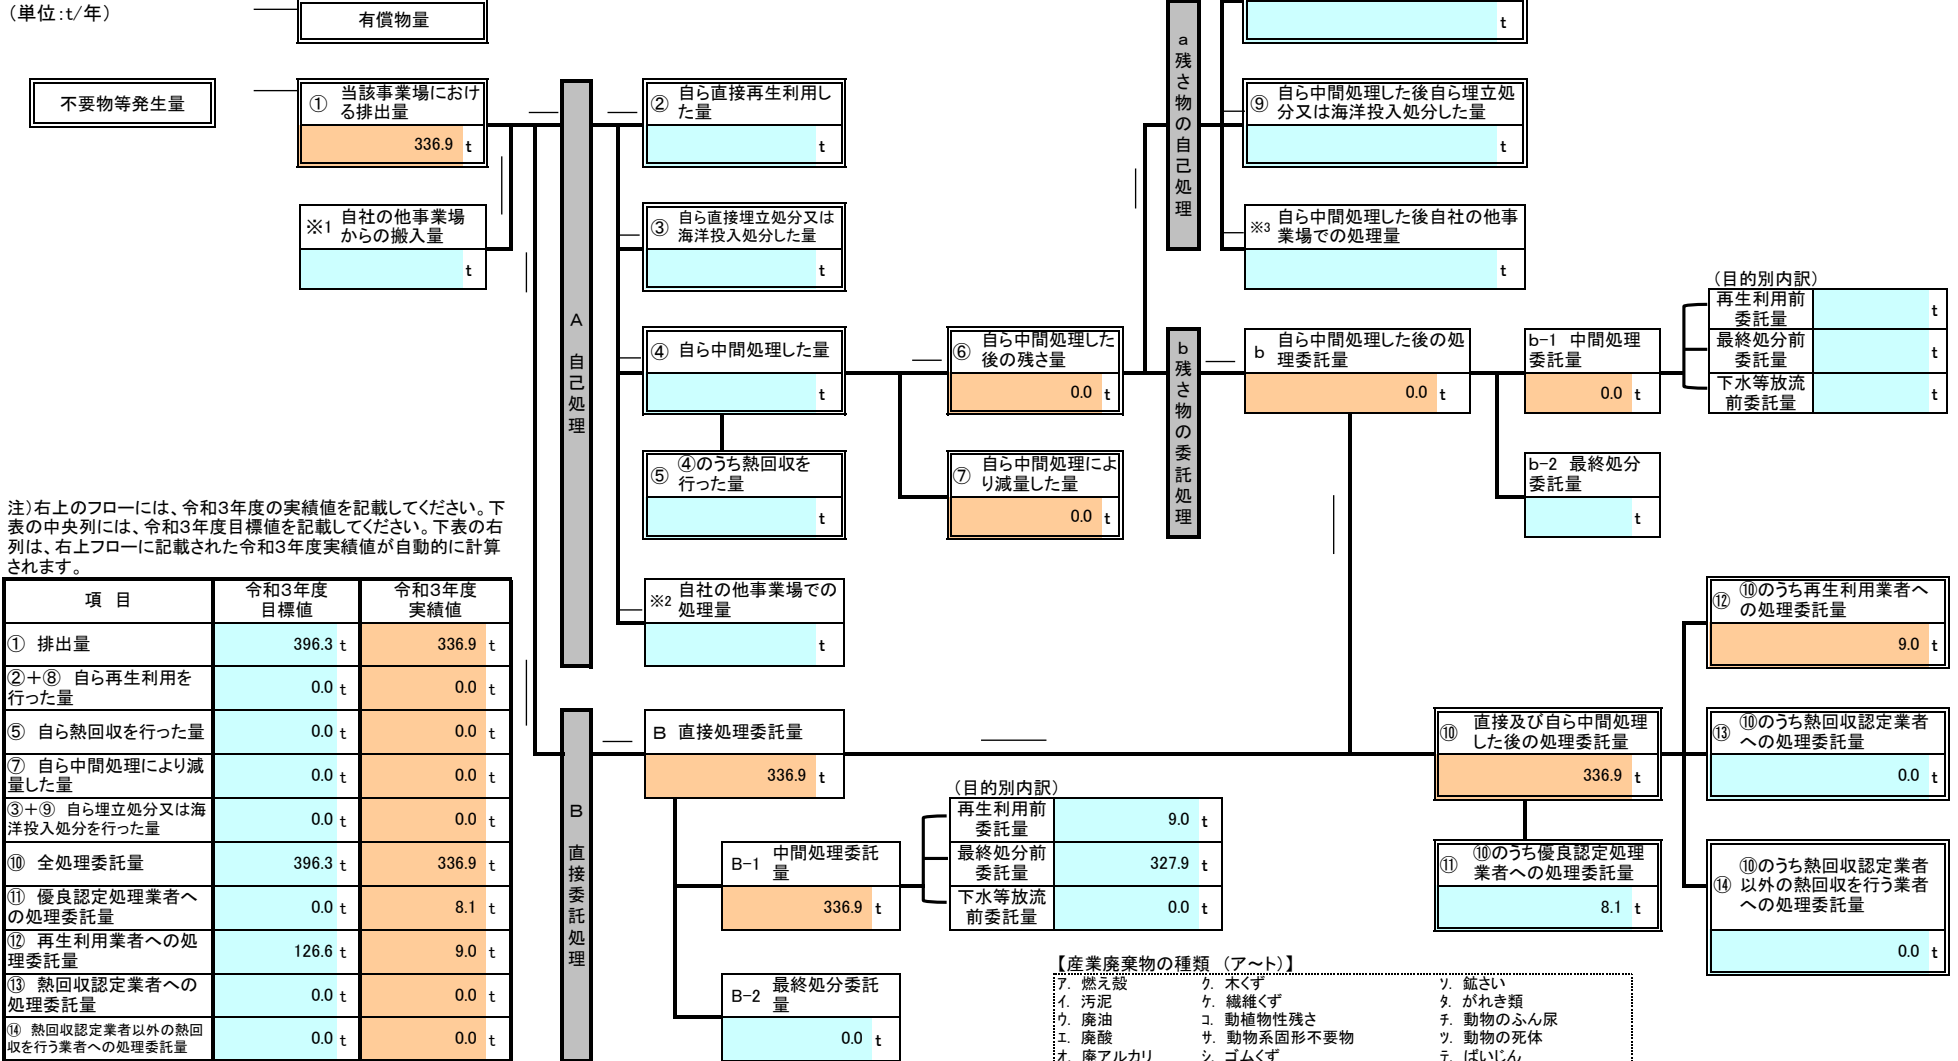 (単位:t/年)
有償物量
t
不要物等発生量
① 当該事業場におけ
る排出量
336.9 t
※1 自社の他事業場
からの搬入量
t
A 自己処理
② 自ら直接再生利用し
た量
t
③ 自ら直接埋立処分又は
海洋投入処分した量
t
④ 自ら中間処理した量
t
⑤ ④のうち熱回収を
行った量
t
※2 自社の他事業場での
処理量
t
⑥ 自ら中間処理した
後の残さ量
0.0 t
⑦ 自ら中間処理によ
り減量した量
0.0 t
a残さ物の自己処理
⑨ 自ら中間処理した後自ら埋立処
分又は海洋投入処分した量
t
※3 自ら中間処理した後自社の他事
業場での処理量
t
b残さ物の委託処理
b 自ら中間処理した後の処
理委託量
0.0 t
b-1 中間処理
委託量
0.0 t
b-2 最終処分
委託量
t
(目的別内訳)
再生利用前
委託量 t
最終処分前
委託量 t
下水等放流
前委託量 t
注)右上のフローには、令和3年度の実績値を記載してください。下
表の中央列には、令和3年度目標値を記載してください。下表の右
列は、右上フローに記載された令和3年度実績値が自動的に計算
されます。
項 目 令和3年度
目標値 令和3年度
実績値
① 排出量 396.3 t 336.9 t
②+⑧ 自ら再生利用を
行った量 0.0 t 0.0 t
⑤ 自ら熱回収を行った量 0.0 t 0.0 t
⑦ 自ら中間処理により減
量した量 0.0 t 0.0 t
③+⑨ 自ら埋立処分又は海
洋投入処分を行った量 0.0 t 0.0 t
⑩ 全処理委託量 396.3 t 336.9 t
⑪ 優良認定処理業者へ
の処理委託量 0.0 t 8.1 t
⑫ 再生利用業者への処
理委託量 126.6 t 9.0 t
⑬ 熱回収認定業者への
処理委託量 0.0 t 0.0 t
⑭ 熱回収認定業者以外の熱回
収を行う業者への処理委託量 0.0 t 0.0 t
B 直接委託処理
B 直接処理委託量
336.9 t
B-1 中間処理委託
量
336.9 t
B-2 最終処分委託
量
0.0 t
(目的別内訳)
再生利用前
委託量 9.0 t
最終処分前
委託量 327.9 t
下水等放流
前委託量 0.0 t
⑩ 直接及び自ら中間処理
した後の処理委託量
336.9 t
⑪ ⑩のうち優良認定処理
業者への処理委託量
8.1 t
⑫ ⑩のうち再生利用業者へ
の処理委託量
9.0 t
⑬ ⑩のうち熱回収認定業者
への処理委託量
0.0 t
⑭ ⑩のうち熱回収認定業者
以外の熱回収を行う業者
への処理委託量
0.0 t
【産業廃棄物の種類 (ア~ト)】
ア. 燃え殻 ク. 木くず ソ. 鉱さい
イ. 汚泥 ケ. 繊維くず タ. がれき類
ウ. 廃油 コ. 動植物性残さ チ. 動物のふん尿
エ. 廃酸 サ. 動物系固形不要物 ツ. 動物の死体
オ. 廃アルカリ シ. ゴムくず テ. ばいじん